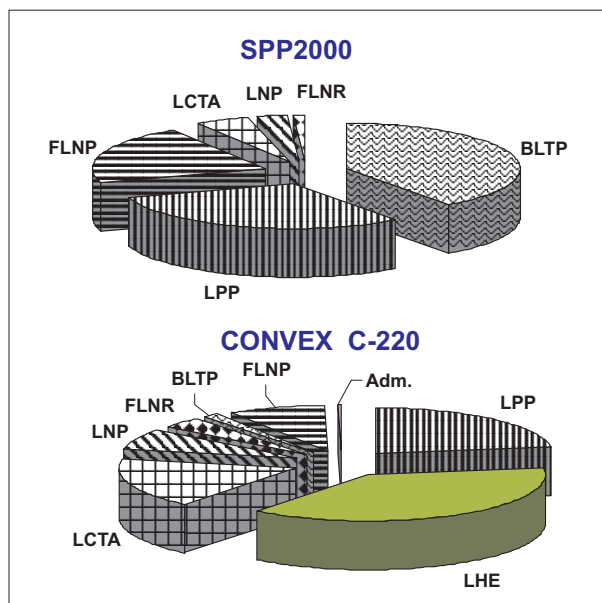 SPP2000
LNP FLNR
LCTA
FLNP
BLTP
LPP
CONVEX C-220
FLNP
BLTP
Adm.
FLNR
LPP
LNP
LCTA
LHE